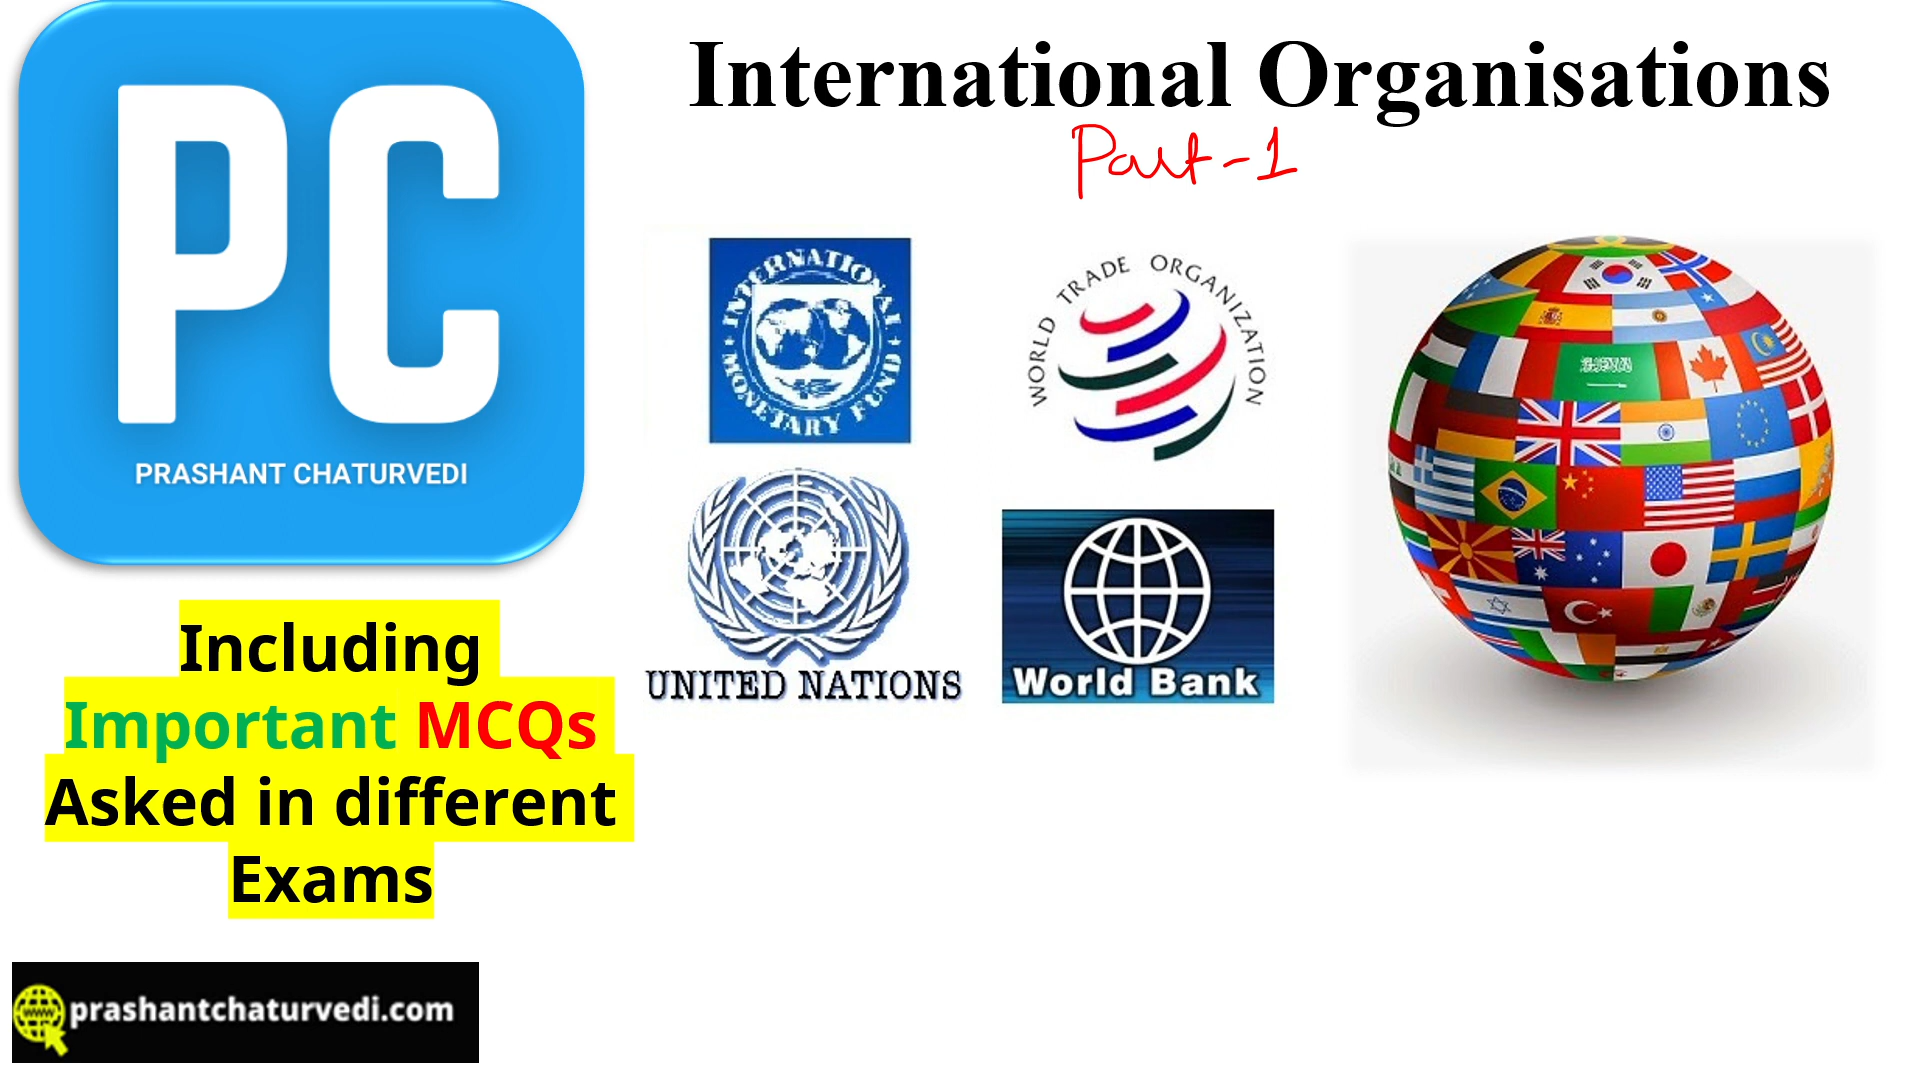 PC
PRASHANT CHATURVEDI
International Organisations
Part-1
INTERNATIONAL MONETARY FUND
WORLD TRADE ORGANIZATION
UNITED NATIONS
World Bank
Including
Important MCQs
Asked in different
Exams
www
prashantchaturvedi.com